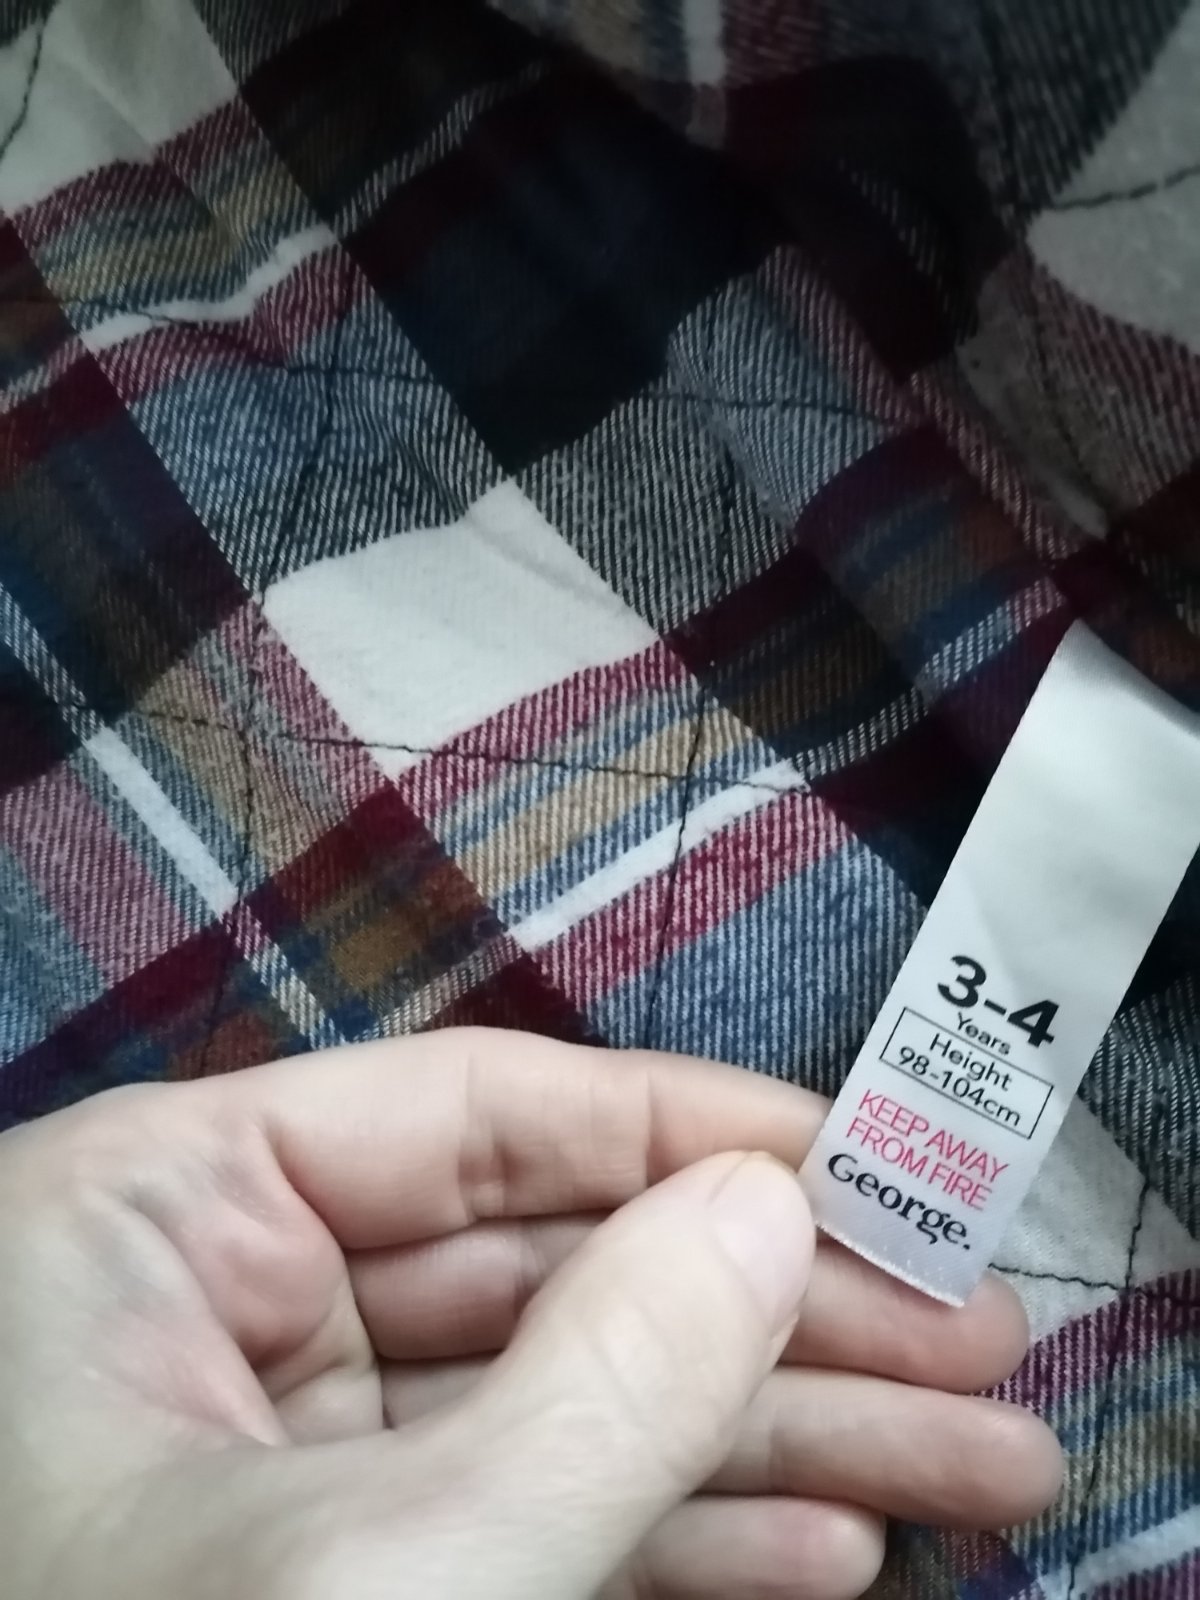 3-4
Years
Height
98-104cm
KEEP AWAY
FROM FIRE
George.